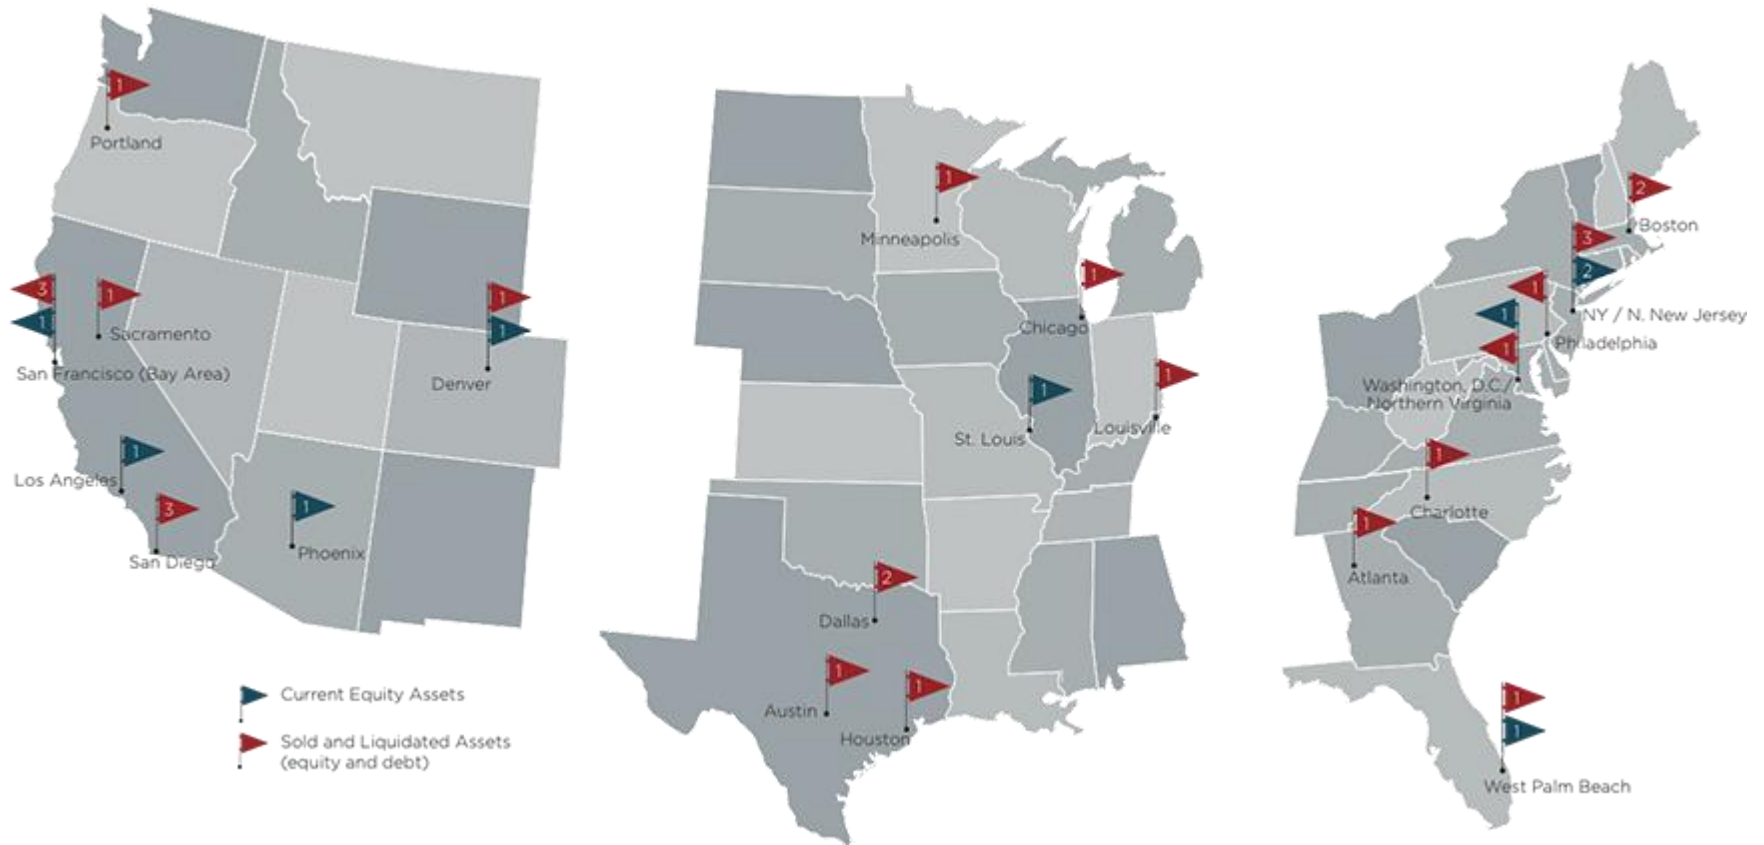 1
Portland
3
1
1
Sacramento
San Francisco (Bay Area)
1
1
Denver
1
Los Angeles
3
San Diego
1
Phoenix
Current Equity Assets
Sold and Liquidated Assets
(equity and debt)
1
Minneapolis
1
Chicago
1
St. Louis
1
Louisville
2
Dallas
1
Austin
1
Houston
2
Boston
3
2
NY / N. New Jersey
1
Philadelphia
1
1
Washington, D.C./
Northern Virginia
1
Charlotte
1
Atlanta
1
1
West Palm Beach